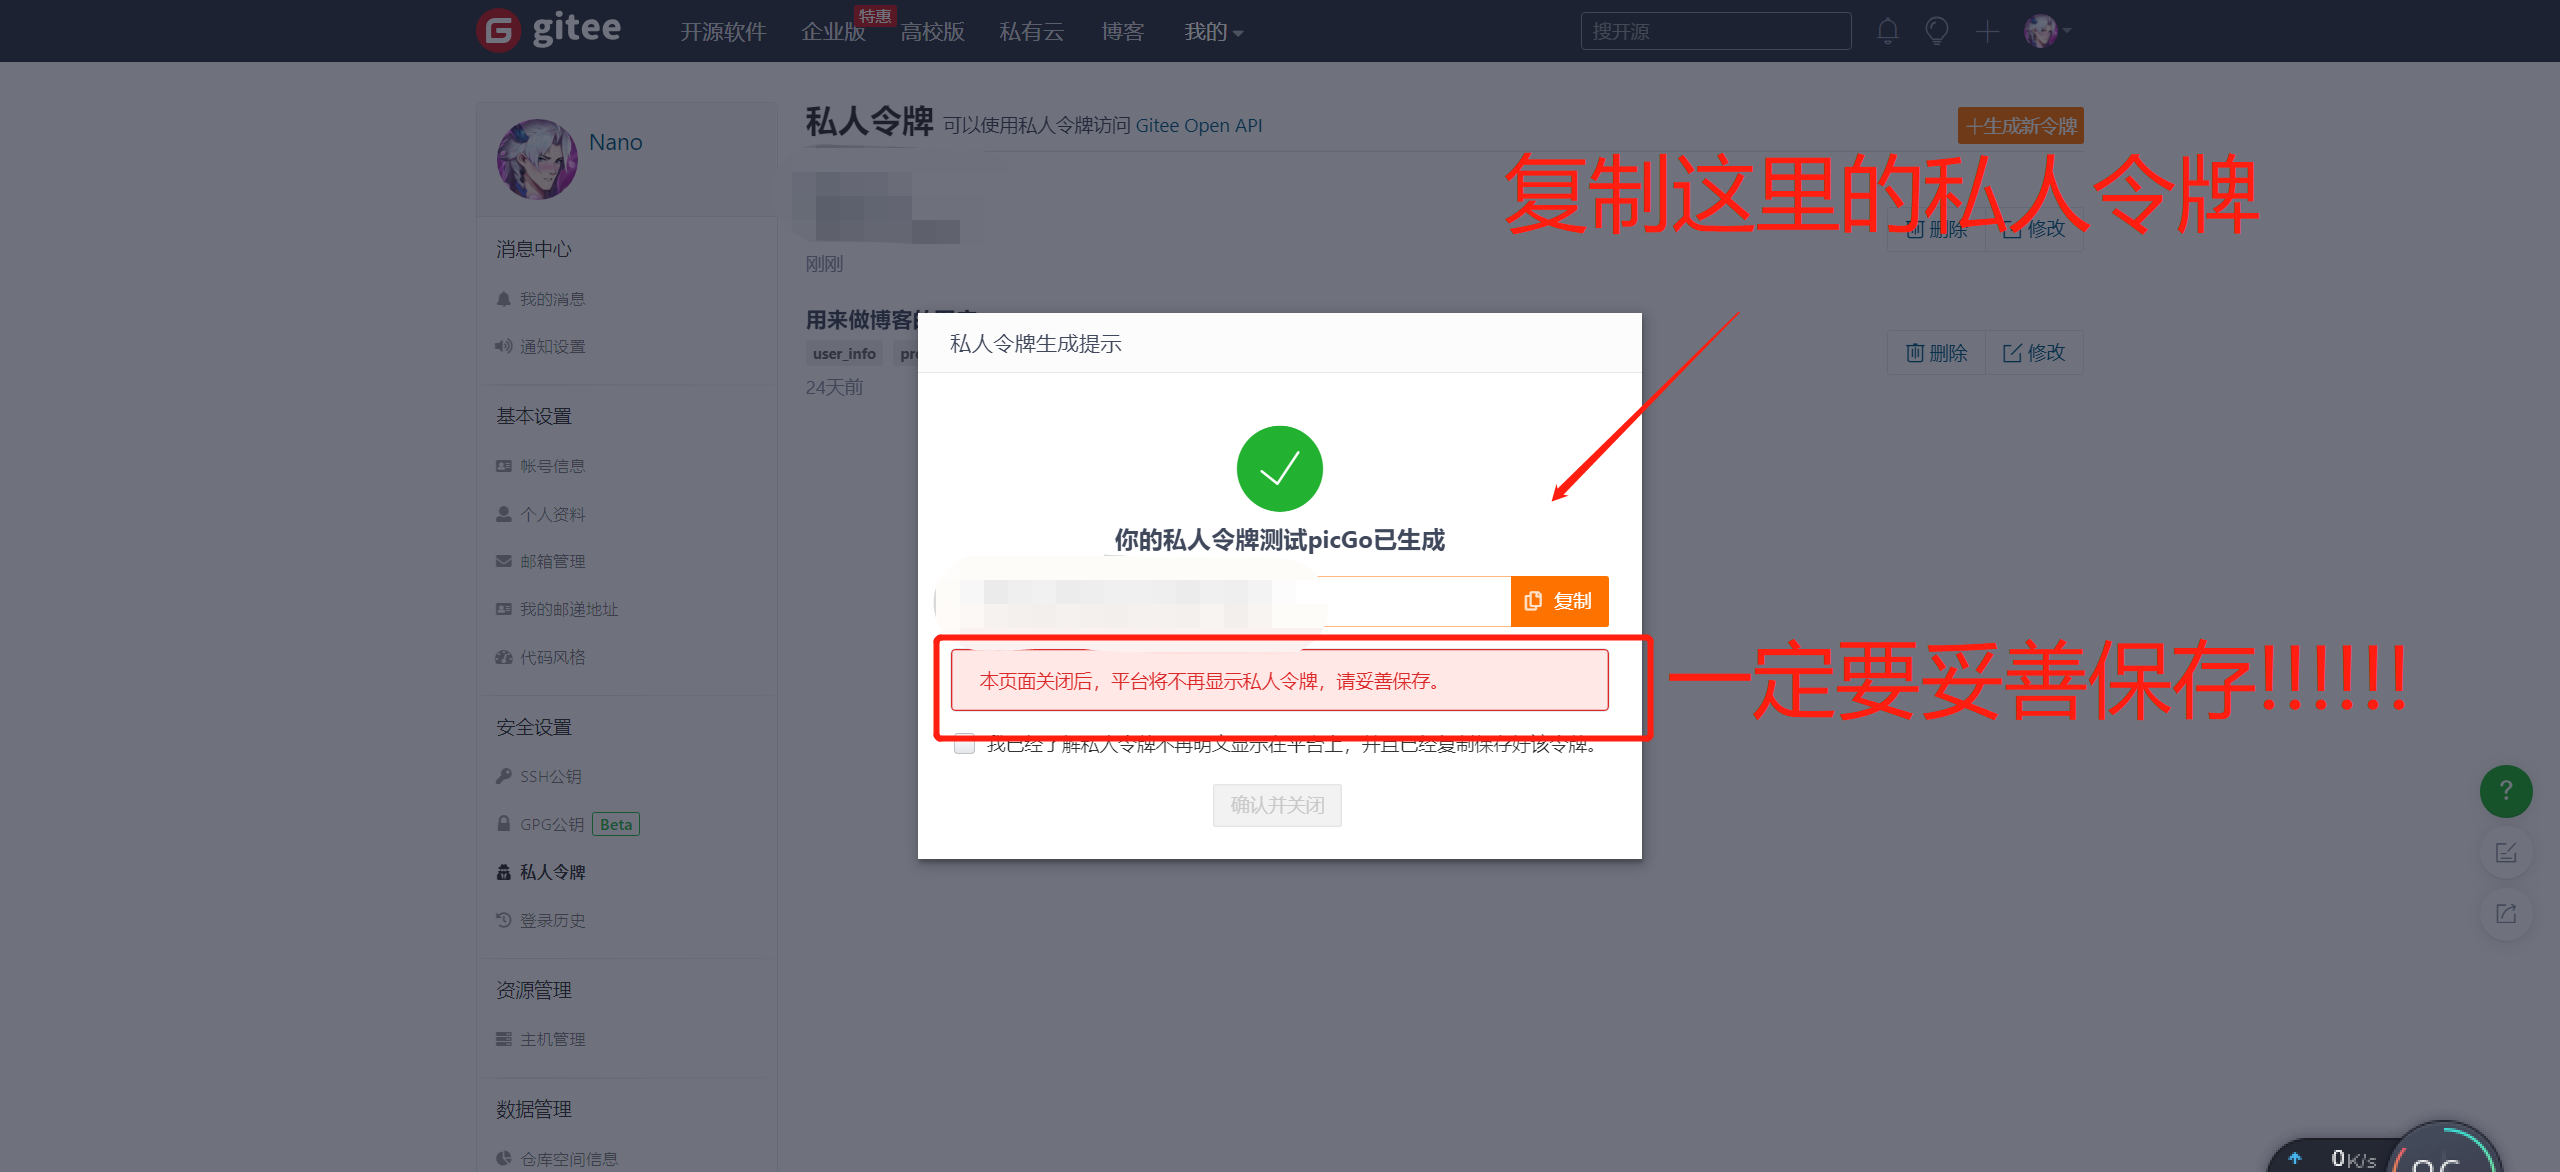 gitee
开源软件
企业版
特惠
高校版
私有云
博客
我的
搜开源
Nano
消息中心
我的消息
通知设置
基本设置
帐号信息
个人资料
邮箱管理
我的邮递地址
代码风格
安全设置
SSH公钥
GPG公钥 Beta
私人令牌
登录历史
资源管理
主机管理
数据管理
仓库空间信息
私人令牌 可以使用私人令牌访问 Gitee Open API
生成新令牌
复制这里的私人令牌
删除 修改
刚刚
用来做博客的
user_info
24天前
删除 修改
私人令牌生成提示
你的私人令牌测试picGo已生成
复制
本页面关闭后，平台将不再显示私人令牌，请妥善保存。
一定要妥善保存!!!!!!
我已经了解私人令牌不再明文显示在平台上，并且已经复制保存好该令牌。
确认并关闭
?
0K/s